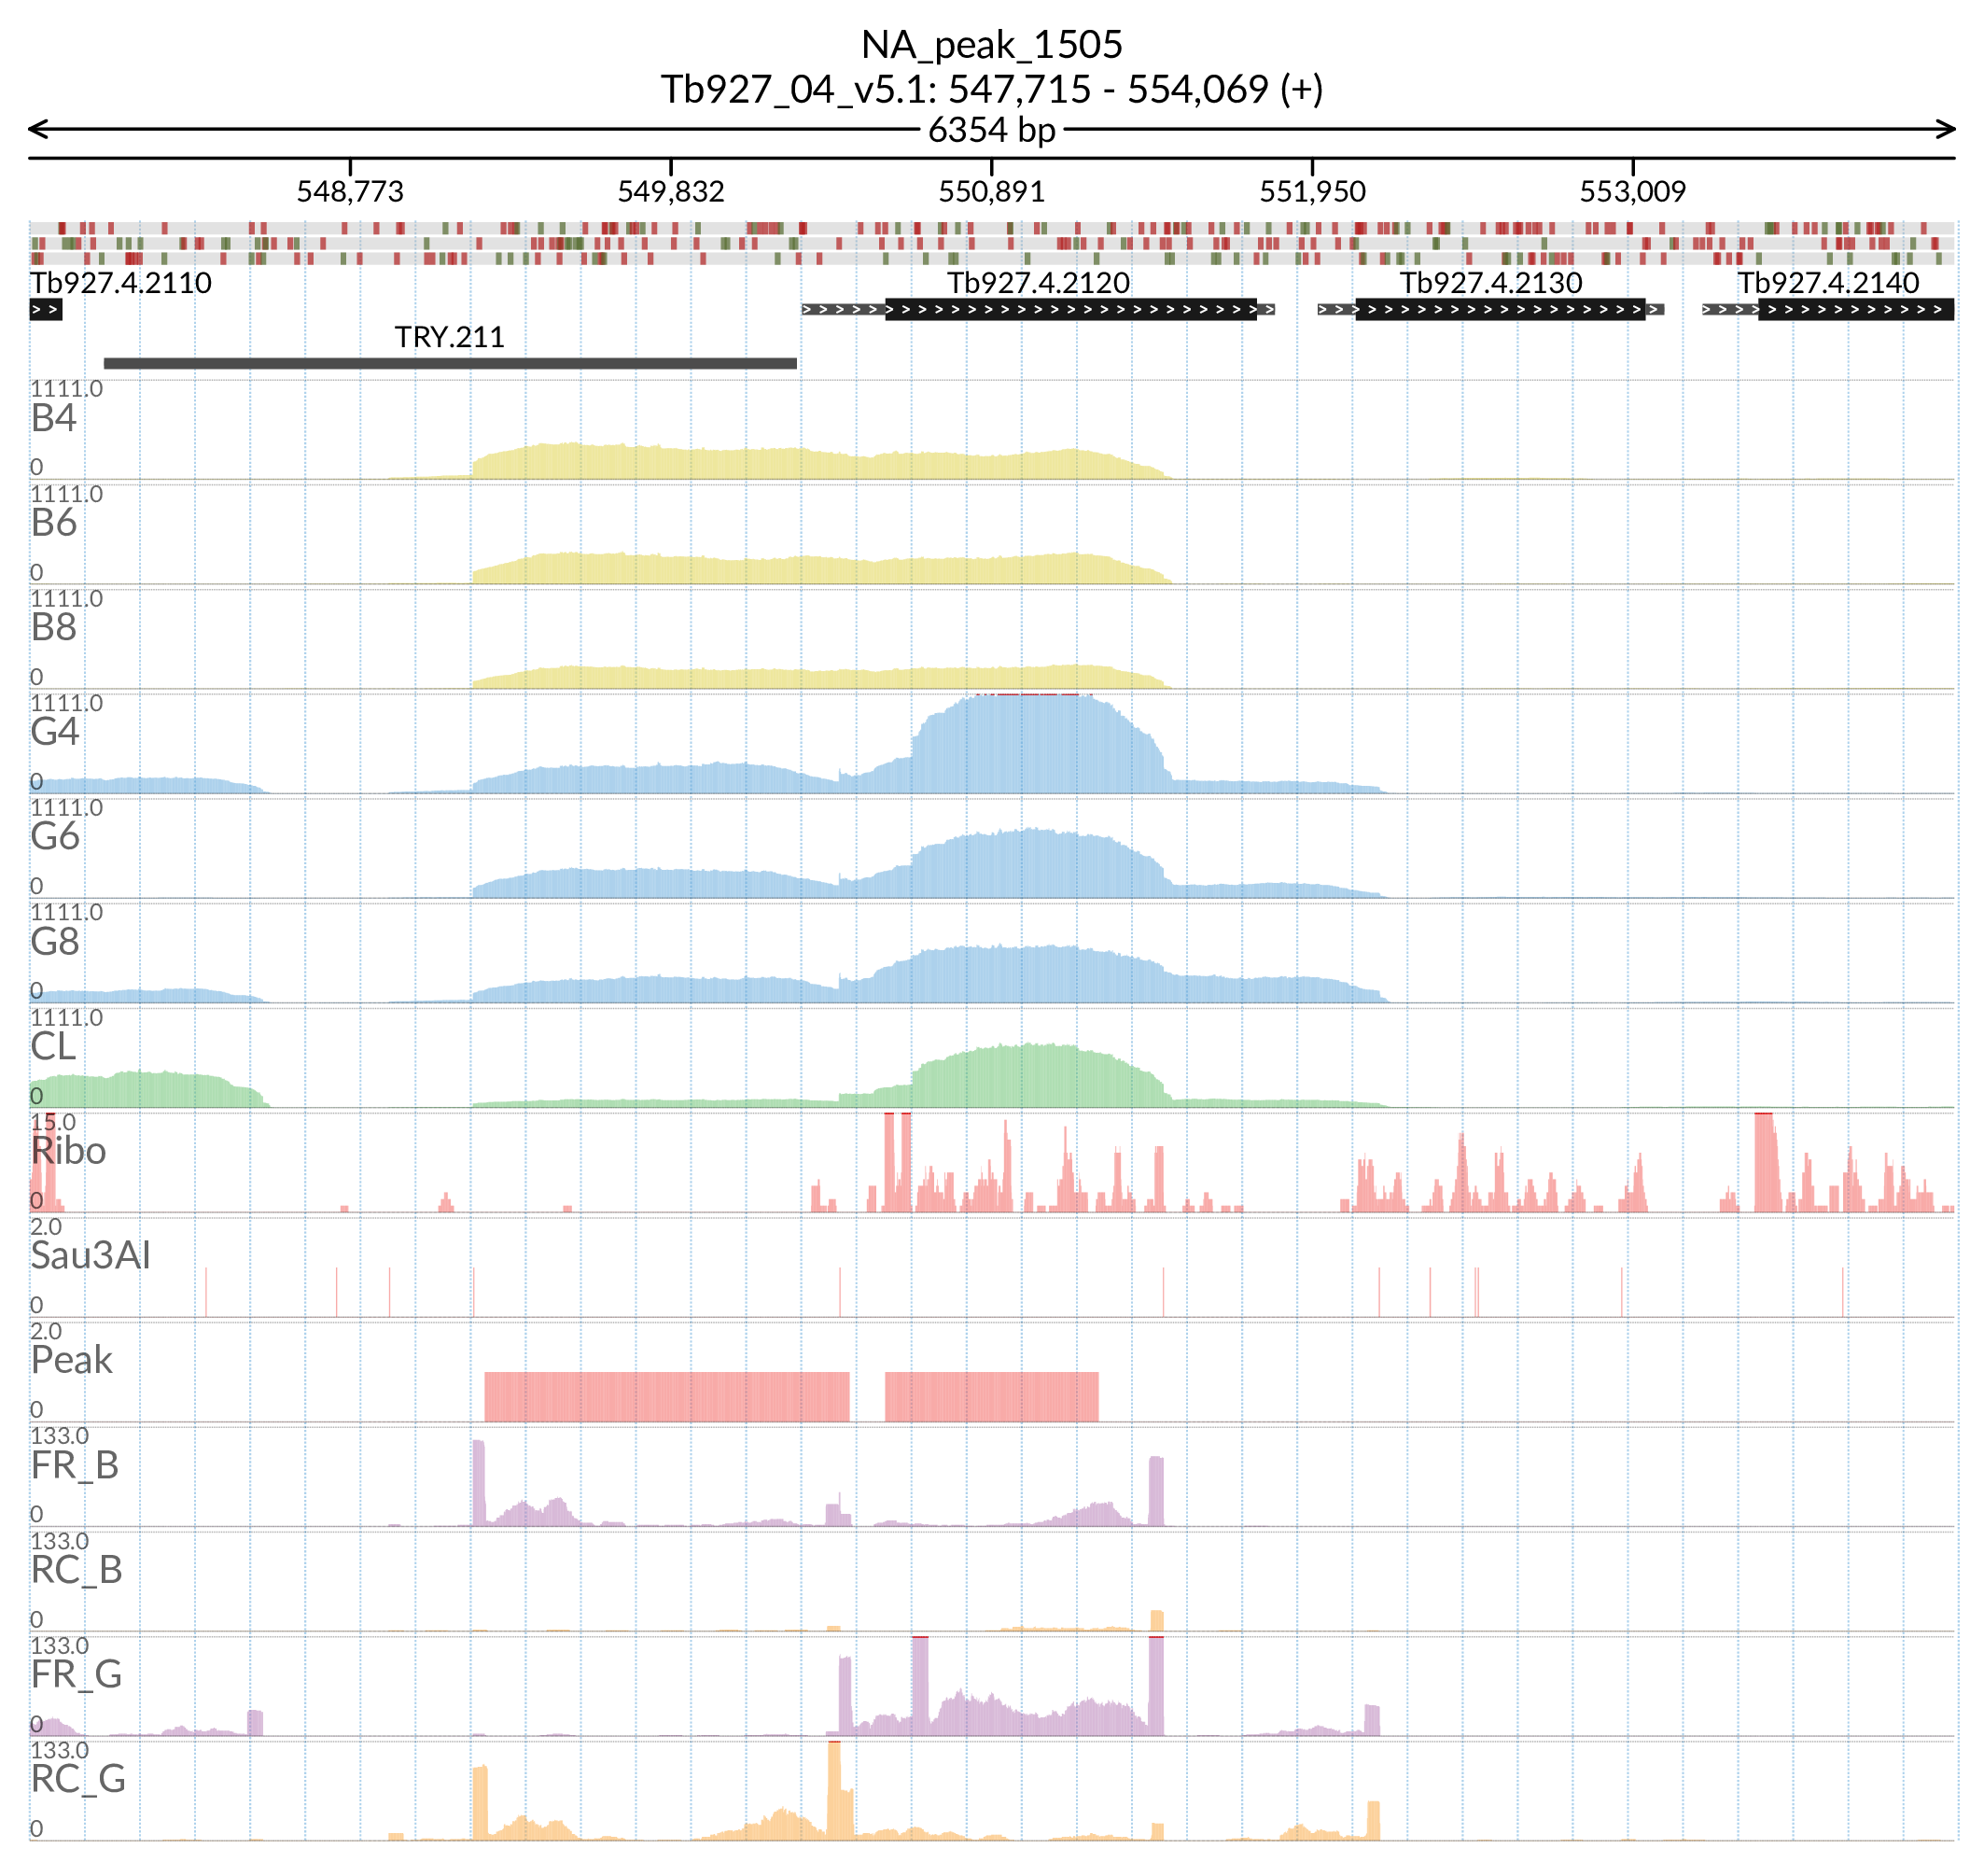 NA_peak_1505
Tb927_04_v5.1: 547,715 - 554,069 (+)
6354 bp
548,773 549,832 550,891 551,950 553,009
Tb927.4.2110 Tb927.4.2120 Tb927.4.2130 Tb927.4.2140
TRY.211
1111.0
B4
0
1111.0
B6
0
1111.0
B8
0
1111.0
G4
0
1111.0
G6
0
1111.0
G8
0
1111.0
CL
0
15.0
Ribo
0
2.0
Sau3AI
0
2.0
Peak
0
133.0
FR_B
0
133.0
RC_B
0
133.0
FR_G
0
133.0
RC_G
0